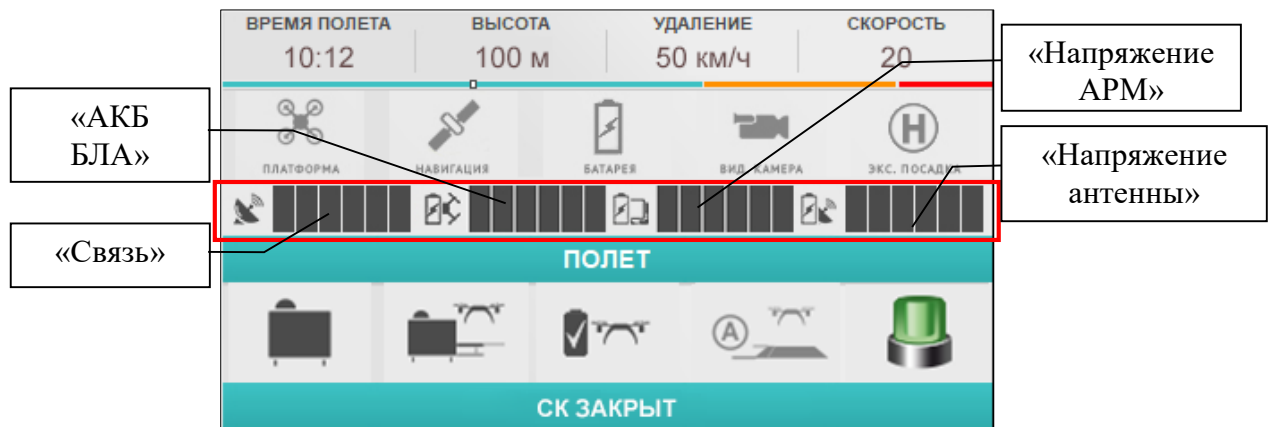 ВРЕМЯ ПОЛЕТА ВЫСОТА УДАЛЕНИЕ СКОРОСТЬ
10:12 100 м 50 км/ч 20
«Напряжение
АРМ»
«АКБ
БЛА»
ПЛАТФОРМА НАВИГАЦИЯ БАТАРЕЯ ВИД. КАМЕРА ЭКС. ПОСАДКА
H
«Напряжение
антенны»
«Связь»
ПОЛЕТ
A
СК ЗАКРЫТ